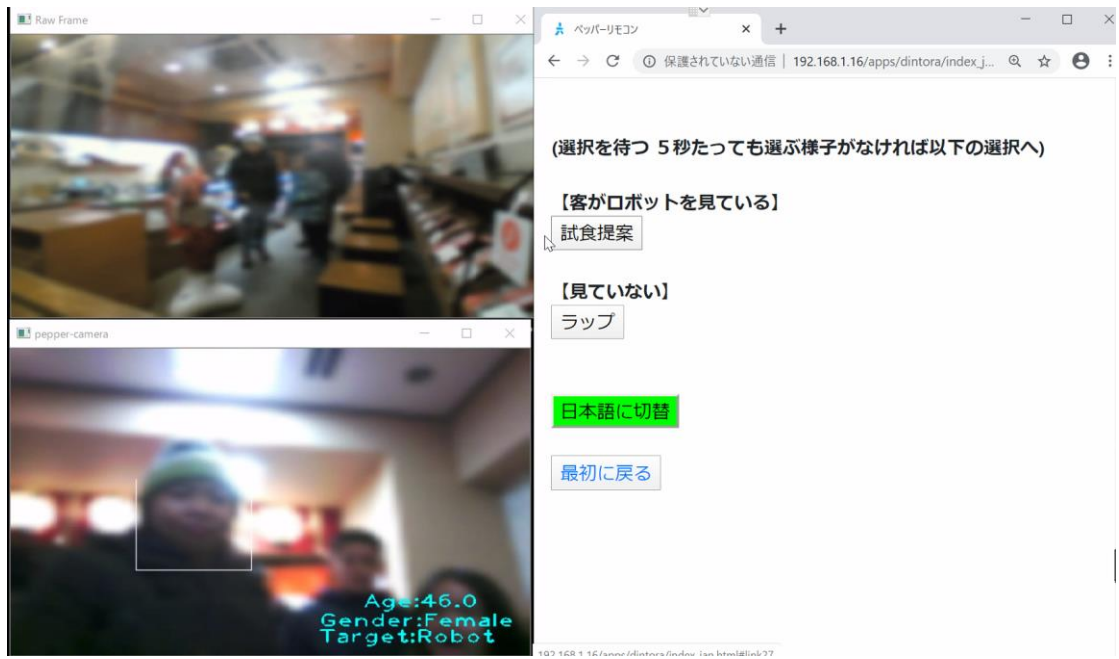 Raw Frame
pepper-camera
Age:46.0
Gender:Female
Target:Robot
ペッパーリモコン
保護されていない通信 | 192.168.1.16/apps/dintora/index_j...
(選択を待つ 5秒たっても選ぶ様子がなければ以下の選択へ)
【客がロボットを見ている】
試食提案
【見ていない】
ラップ
日本語に切替
最初に戻る
192.168.1.16/apps/dintora/index_jap.html#link27